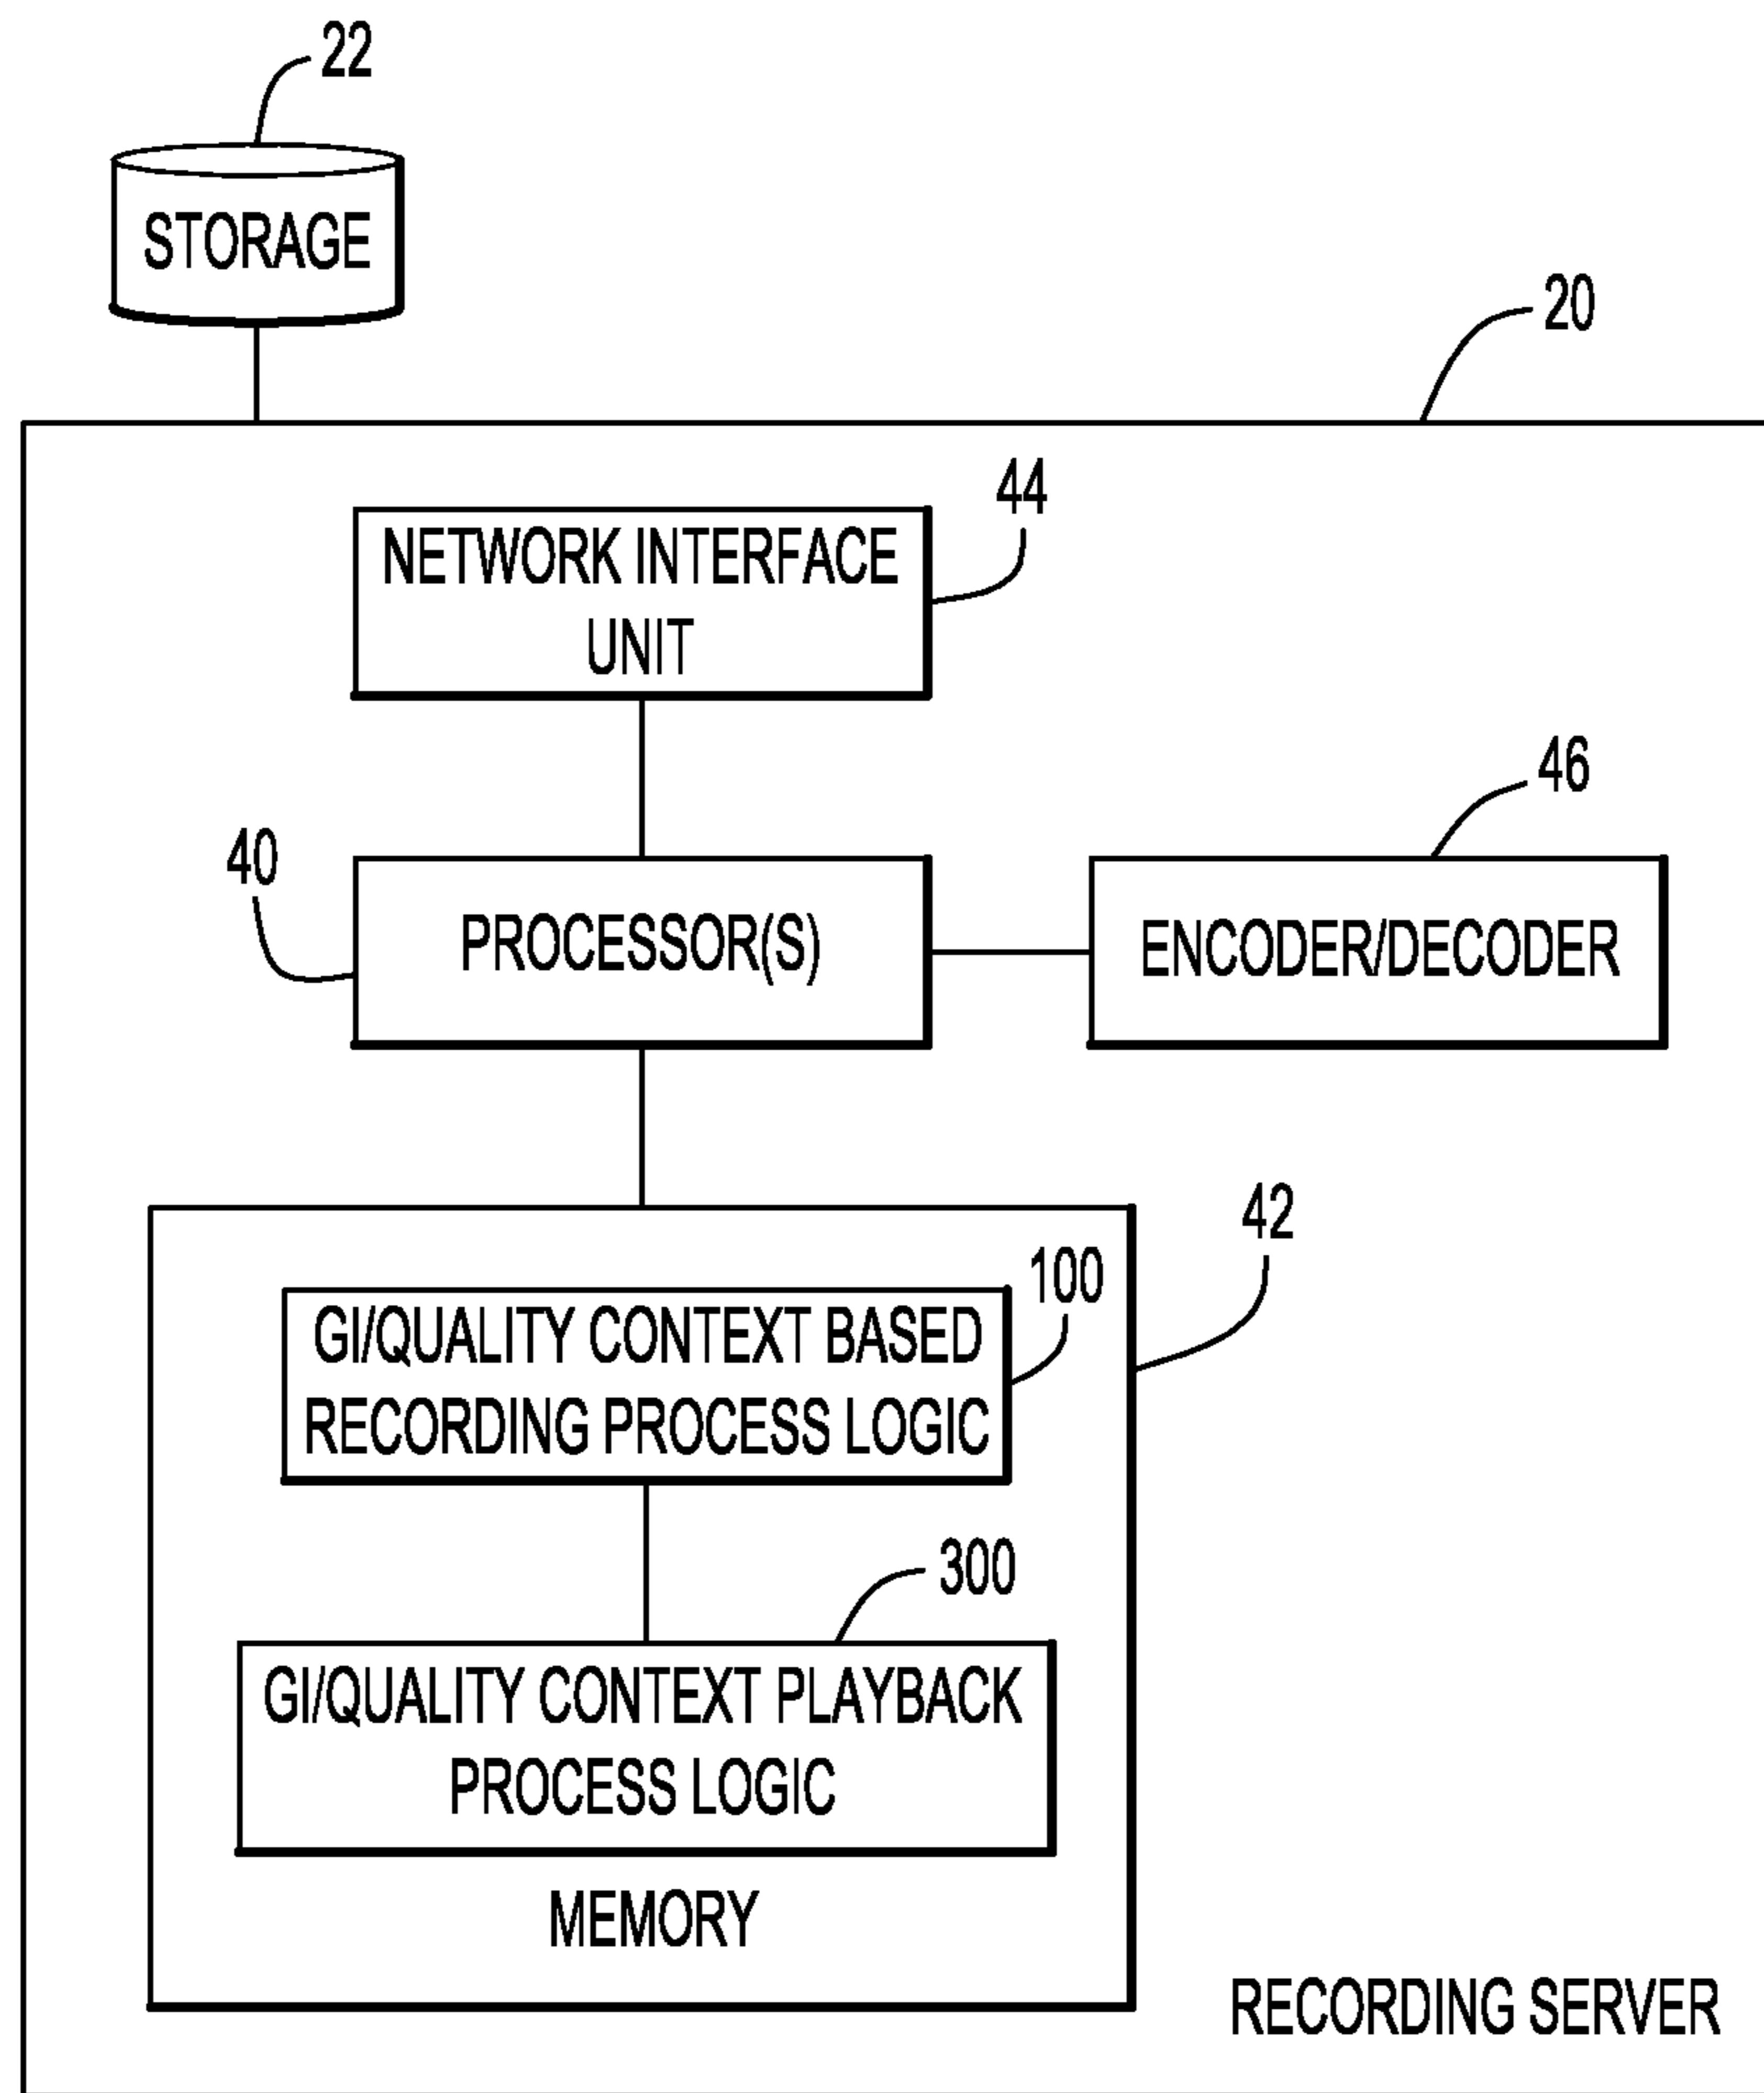 22
STORAGE
20
44
NETWORK INTERFACE
UNIT
46
40
PROCESSOR(S)
ENCODER/DECODER
42
100
GI/QUALITY CONTEXT BASED
RECORDING PROCESS LOGIC
300
GI/QUALITY CONTEXT PLAYBACK
PROCESS LOGIC
MEMORY
RECORDING SERVER